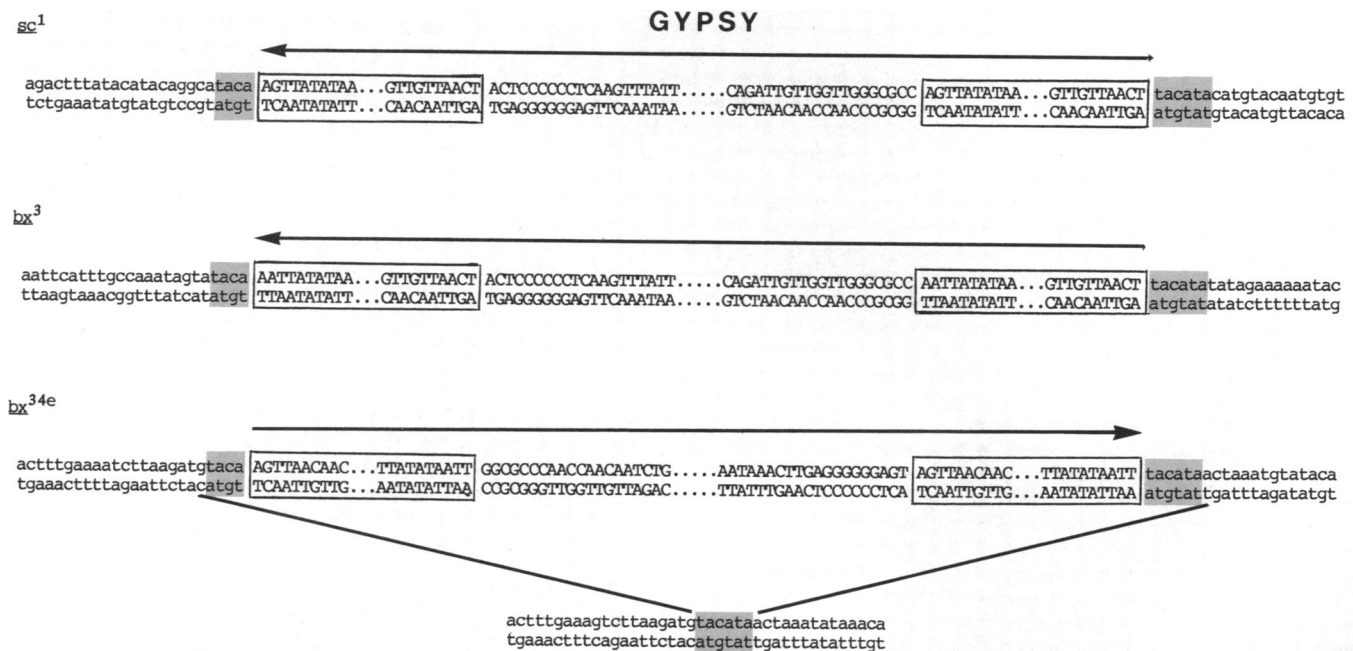 GYPSY
sc1
agactttatacatacaggcataca AGTTATATAA...GTTGTTAACT ACTCCCCCCTCAAGTTTATT.....CAGATTGTTGGTTGGGCGCC AGTTATATAA...GTTGTTAACT tacatacatgtacaatgtgt
tctgaaatatgtatgtccgtatgt TCAATATATT...CAACAATTGA TGAGGGGGGAGTTCAAATAA.....GTCTAACAACCAACCCGCGG TCAATATATT...CAACAATTGA atgtatgtacatgttacaca
bx3
aattcatttgccaaatagtataca AATTATATAA...GTTGTTAACT ACTCCCCCCTCAAGTTTATT.....CAGATTGTTGGTTGGGCGCC AATTATATAA...GTTGTTAACT tacatatatagaaaaaatac
ttaagtaaacggtttatcatatgt TTAATATATT...CAACAATTGA TGAGGGGGGAGTTCAAATAA.....GTCTAACAACCAACCCGCGG TTAATATATT...CAACAATTGA atgtatatatcttttttatg
bx34e
actttgaaaatcttaagatgtaca AGTTAACAAC...TTATATAATT GGCGCCCAACCAACAATCTG.....AATAAACTTGAGGGGGGAGT AGTTAACAAC...TTATATAATT tacataactaaatgtataca
tgaaacttttagaattctacatgt TCAATTGTTG...AATATATTAA CCGCGGGTTGGTTGTTAGAC.....TTATTTGAACTCCCCCCTCA TCAATTGTTG...AATATATTAA atgtattgatttagatatgt
actttgaaagtcttaagatgtacataactaaatataaaca
tgaaactttcagaattctacatgtattgatttatatttgt